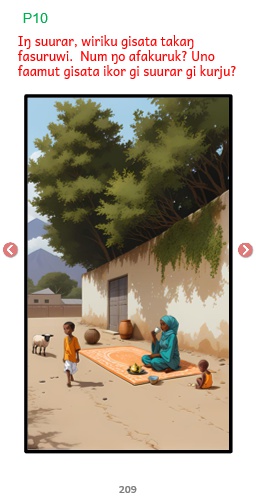 P10
Iŋ suurar, wiriku gisata takaŋ
fasuruwi. Num ŋo afakuruk? Uno
faamut gisata ikor gi suurar gi kurju?
209